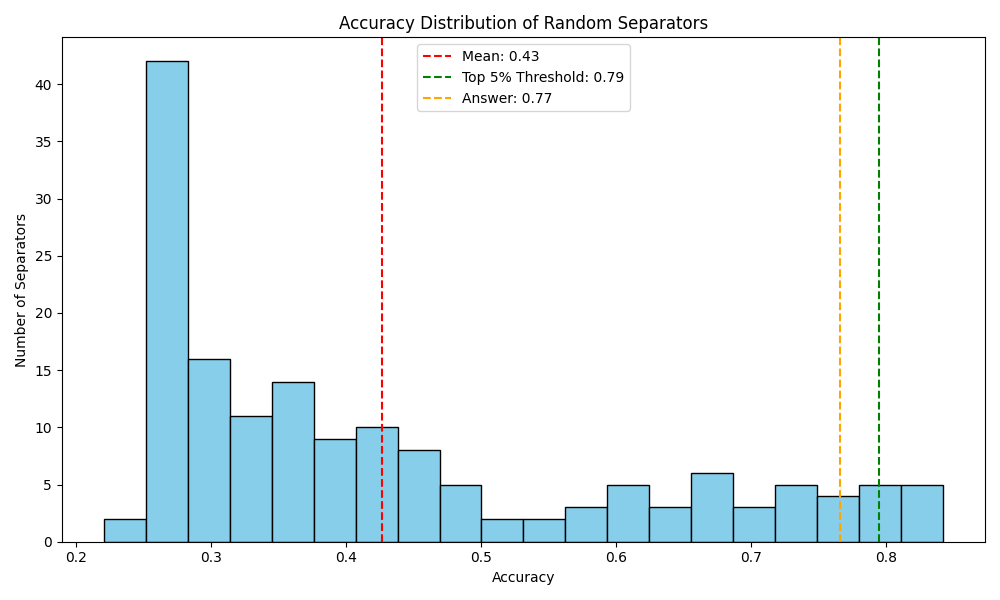 Accuracy Distribution of Random Separators
Mean: 0.43
Top 5% Threshold: 0.79
Answer: 0.77
Number of Separators
40
35
30
25
20
15
10
5
0
0.2 0.3 0.4 0.5 0.6 0.7 0.8
Accuracy